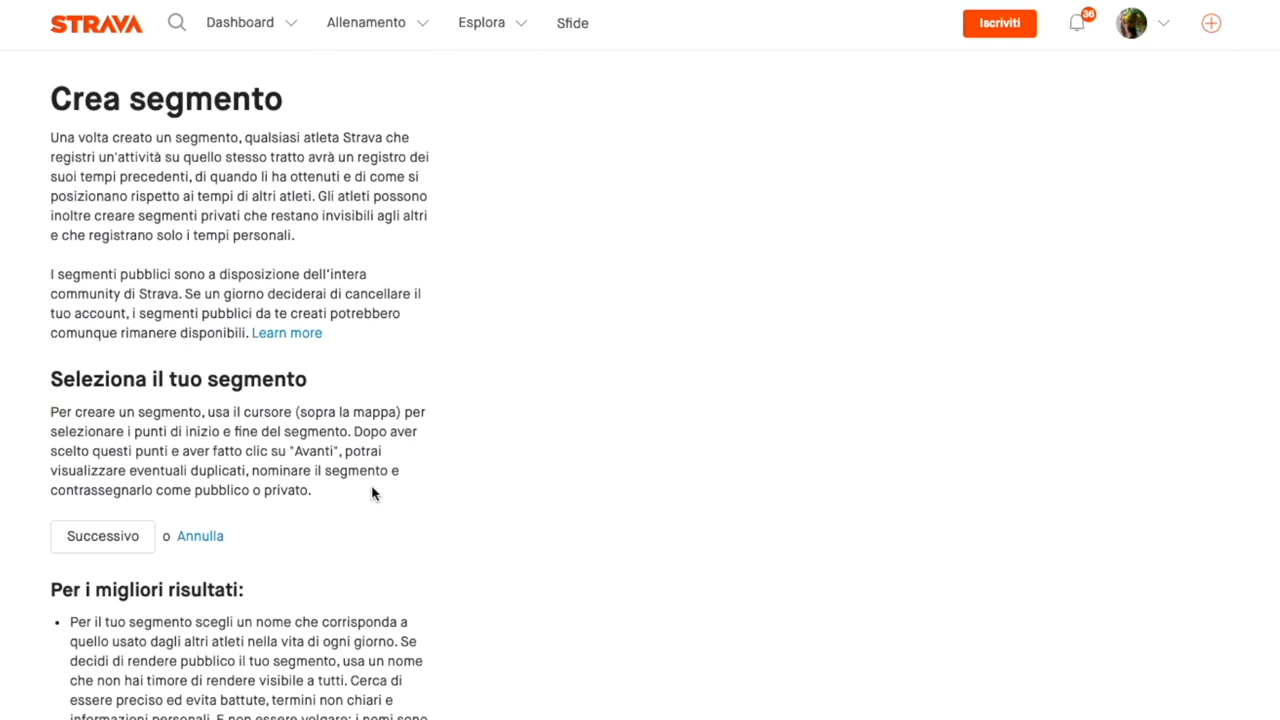 STRAVA Dashboard Allenamento Esplora Sfide Iscriviti 36
Crea segmento
Una volta creato un segmento, qualsiasi atleta Strava che
registri un'attività su quello stesso tratto avrà un registro dei
suoi tempi precedenti, di quando li ha ottenuti e di come si
posizionano rispetto ai tempi di altri atleti. Gli atleti possono
inoltre creare segmenti privati che restano invisibili agli altri
e che registrano solo i tempi personali.
I segmenti pubblici sono a disposizione dell'intera
community di Strava. Se un giorno deciderai di cancellare il
tuo account, i segmenti pubblici da te creati potrebbero
comunque rimanere disponibili. Learn more
Seleziona il tuo segmento
Per creare un segmento, usa il cursore (sopra la mappa) per
selezionare i punti di inizio e fine del segmento. Dopo aver
scelto questi punti e aver fatto clic su "Avanti", potrai
visualizzare eventuali duplicati, nominare il segmento e
contrassegnarlo come pubblico o privato.
Successivo o Annulla
Per i migliori risultati:
• Per il tuo segmento scegli un nome che corrisponda a
quello usato dagli altri atleti nella vita di ogni giorno. Se
decidi di rendere pubblico il tuo segmento, usa un nome
che non hai timore di rendere visibile a tutti. Cerca di
essere preciso ed evita battute, termini non chiari e
informazioni personali. E non essere volgare: i nomi sono